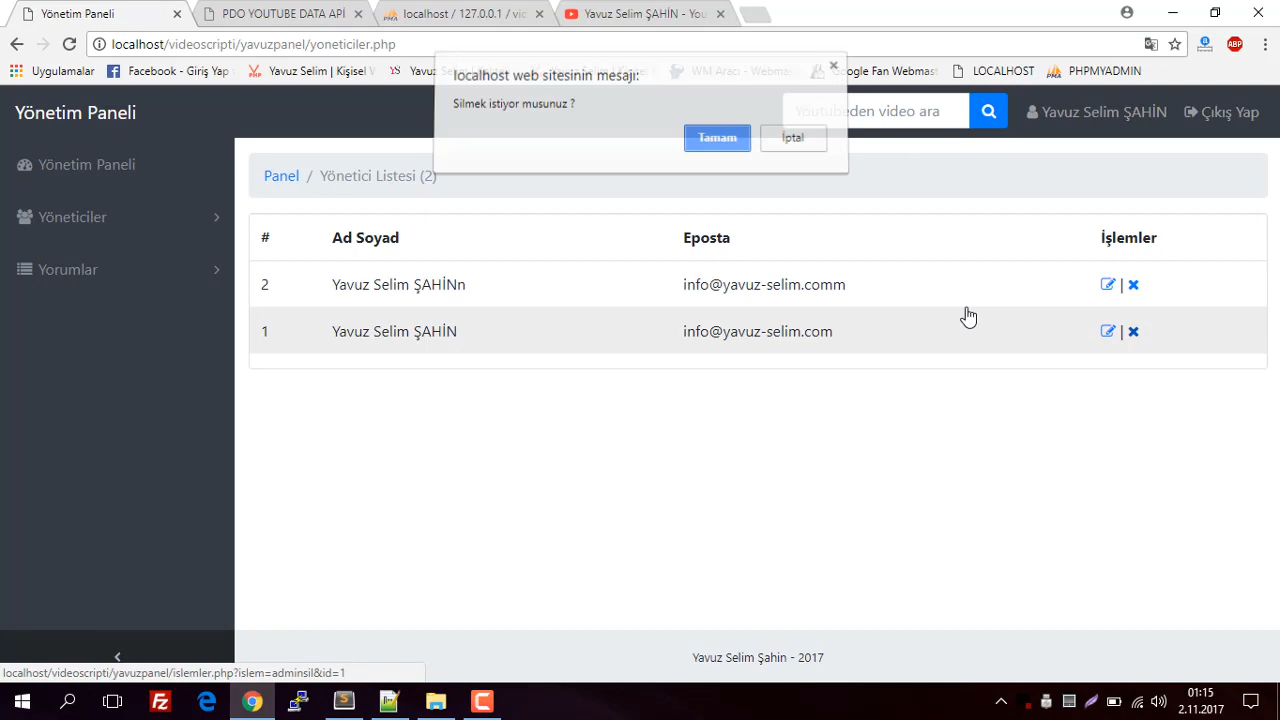 Yönetim Paneli
PDO YOUTUBE DATA APİ
localhost / 127.0.0.1 / vic
Yavuz Selim ŞAHİN - You
localhost/videoscripti/yavuzpanel/yoneticiler.php
ABP
Uygulamalar
Facebook - Giriş Yap
Yavuz Selim | Kişisel
WM Aracı - Webmas
Google Fan Webmast
LOCALHOST
PHPMYADMIN
localhost web sitesinin mesajı:
Silmek istiyor musunuz ?
Tamam
İptal
Yönetim Paneli
Youtubeden video ara
Yavuz Selim ŞAHİN
Çıkış Yap
Yönetim Paneli
Yöneticiler
Yorumlar
Panel / Yönetici Listesi (2)
# Ad Soyad Eposta İşlemler
2 Yavuz Selim ŞAHİNn info@yavuz-selim.comm |
1 Yavuz Selim ŞAHİN info@yavuz-selim.com |
Yavuz Selim Şahin - 2017
localhost/videoscripti/yavuzpanel/islemler.php?islem=adminsil&id=1
01:15
2.11.2017